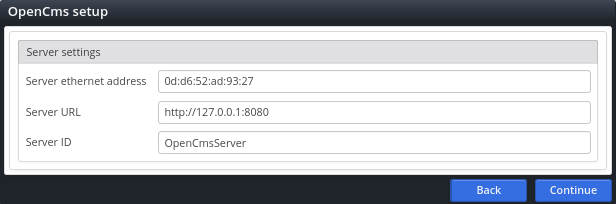 OpenCms setup
Server settings
Server ethernet address 0d:d6:52:ad:93:27
Server URL http://127.0.0.1:8080
Server ID OpenCmsServer
Back Continue